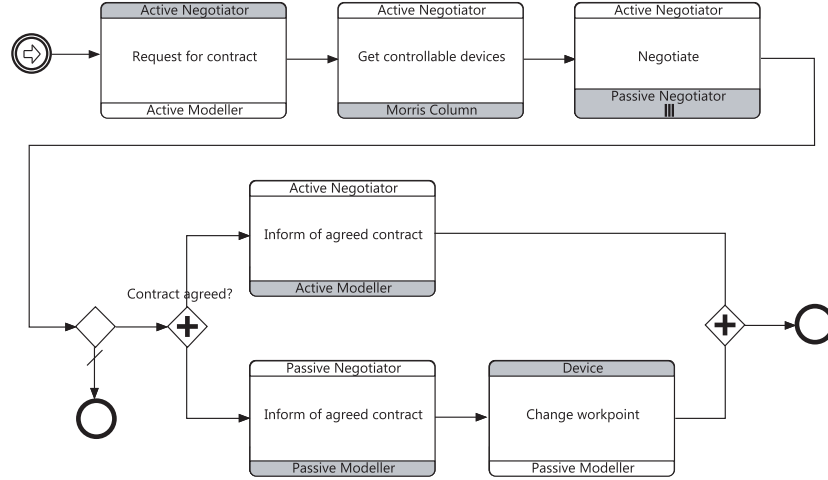 Active Negotiator
Request for contract
Active Modeller
Active Negotiator
Get controllable devices
Morris Column
Active Negotiator
Negotiate
Passive Negotiator
Active Negotiator
Inform of agreed contract
Active Modeller
Contract agreed?
Passive Negotiator
Inform of agreed contract
Passive Modeller
Device
Change workpoint
Passive Modeller